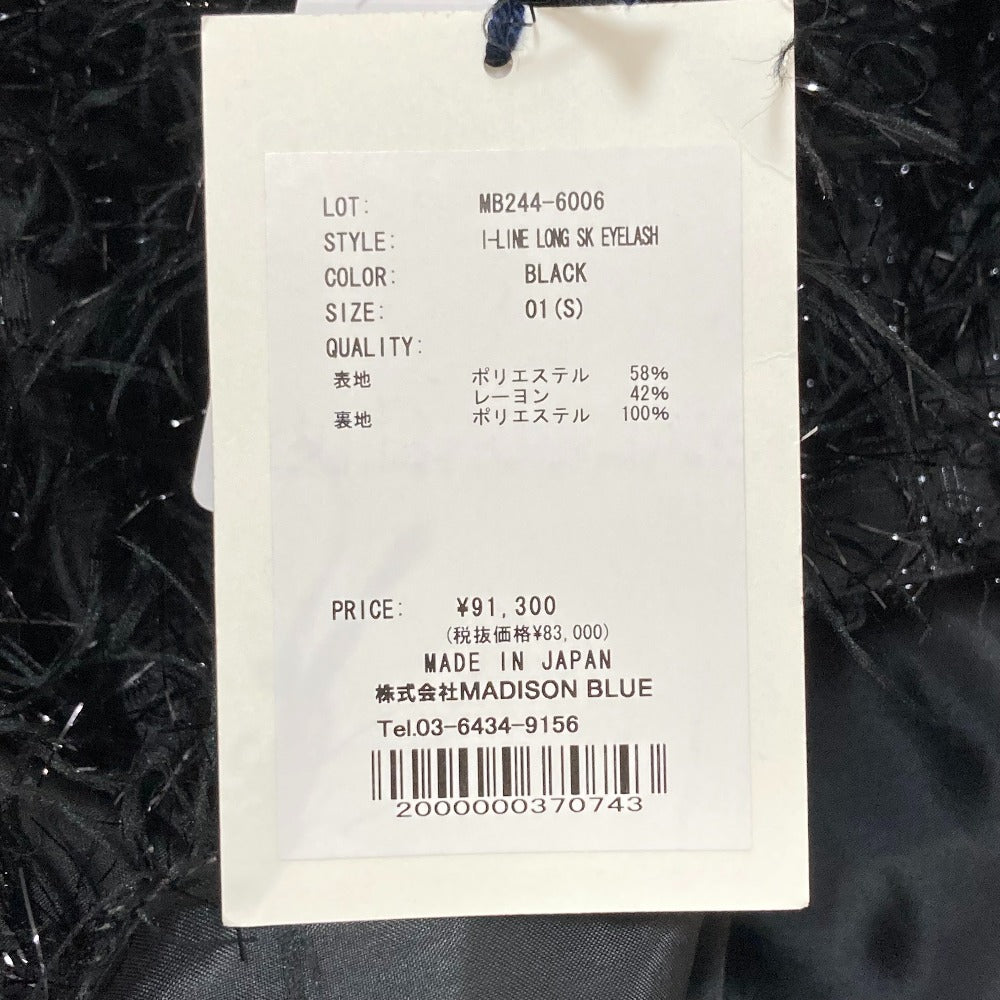 LOT: MB244-6006
STYLE: I-LINE LONG SK EYELASH
COLOR: BLACK
SIZE: 01(S)
QUALITY:
表地 ポリエステル 58%
レーヨン 42%
裏地 ポリエステル 100%
PRICE: ¥91,300
(税抜価格¥83,000)
MADE IN JAPAN
株式会社MADISON BLUE
Tel.03-6434-9156
2000000370743